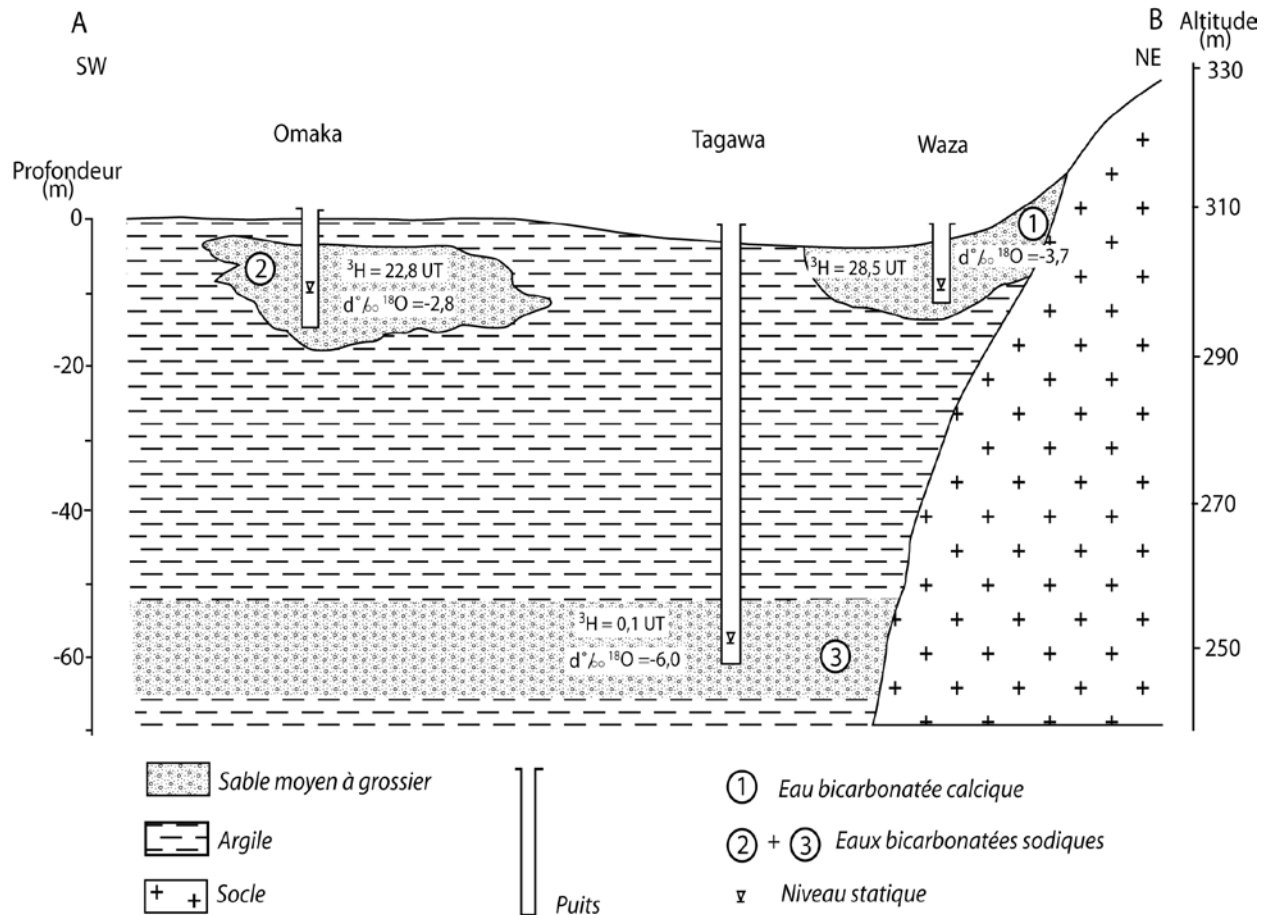 A
B
Altitude
(m)
SW
NE
330
Omaka
Tagawa
Waza
Profondeur
(m)
0
310
1
2
³H = 22,8 UT
³H = 28,5 UT
d°/₀₀ ¹⁸O =-3,7
d°/₀₀ ¹⁸O =-2,8
-20
290
-40
270
³H = 0,1 UT
d°/₀₀ ¹⁸O =-6,0
3
-60
250
Sable moyen à grossier
1 Eau bicarbonatée calcique
Argile
2 + 3 Eaux bicarbonatées sodiques
Socle
Puits
Niveau statique